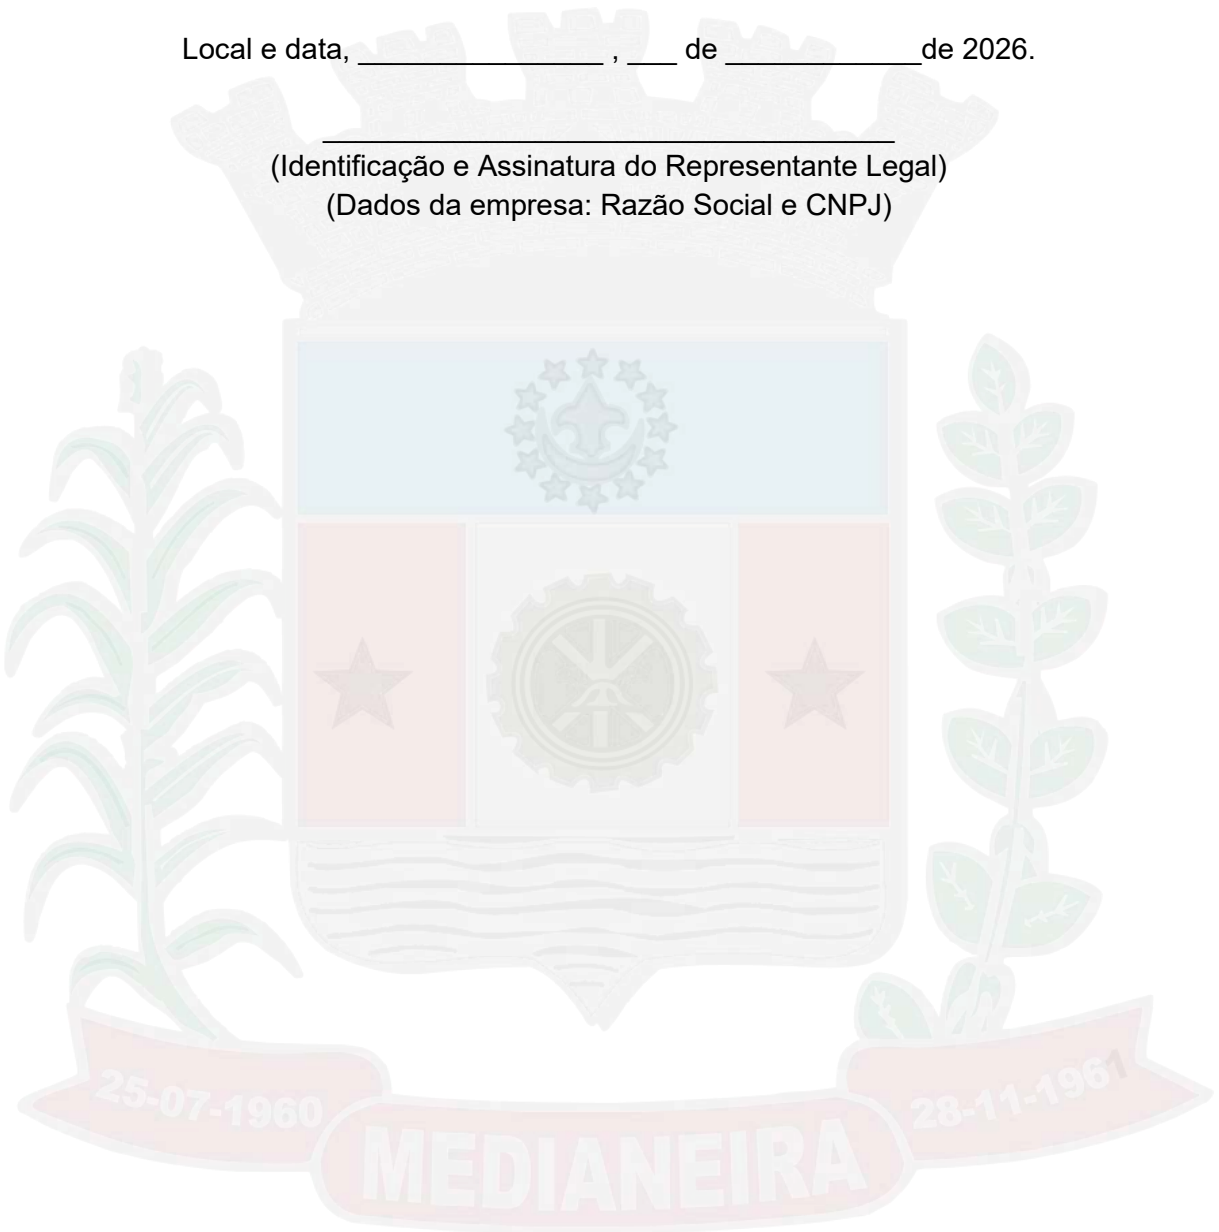 Local e data, _______________ , ___ de ____________de 2026.
___________________________________
(Identificação e Assinatura do Representante Legal)
(Dados da empresa: Razão Social e CNPJ)
25-07-1960
28-11-1961
MEDIANEIRA